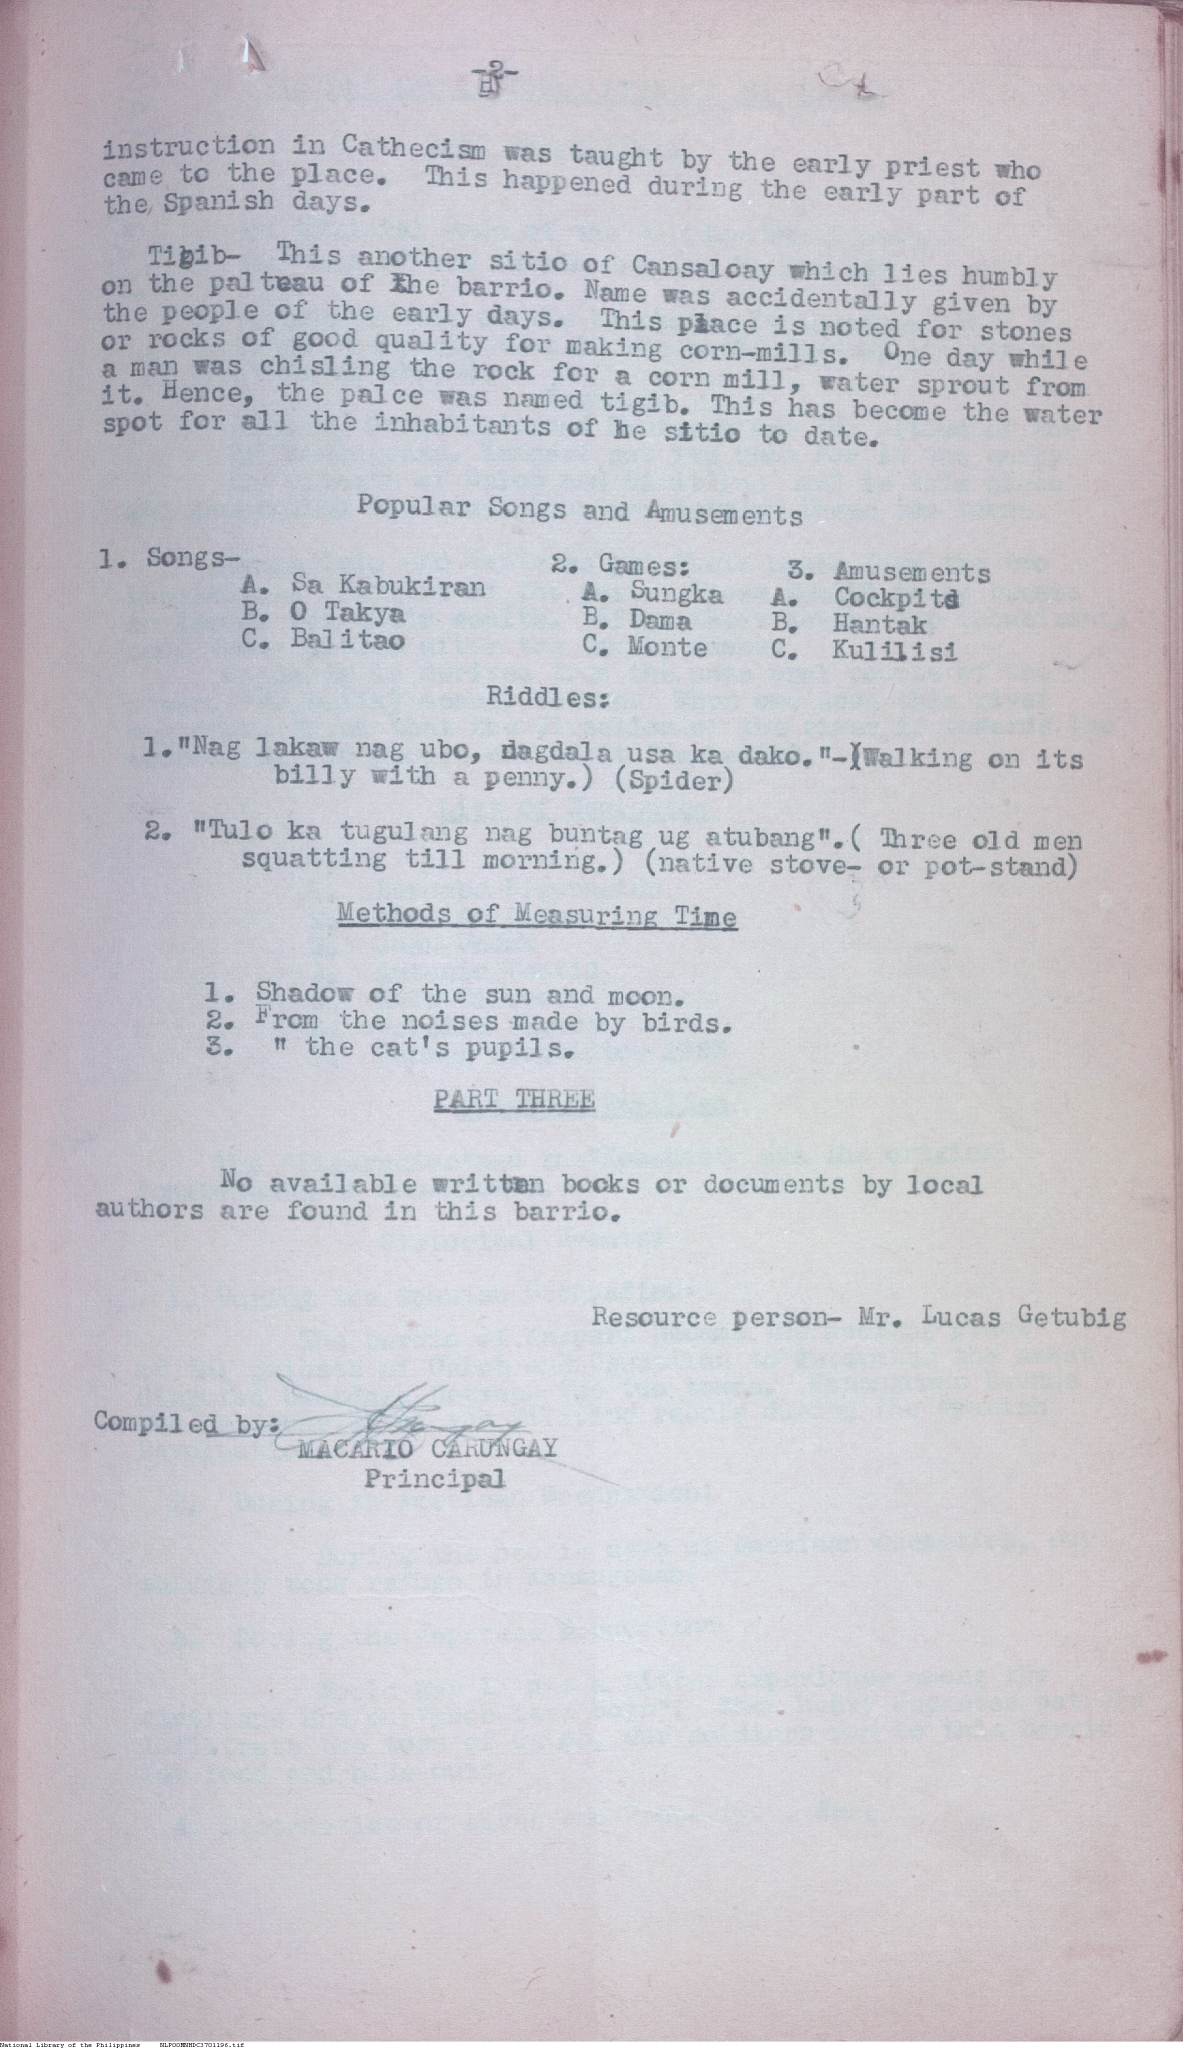 -2-
instruction in Cathecism was taught by the early priest who
came to the place.  This happened during the early part of
the Spanish days.
Tigib-  This another sitio of Cansaloay which lies humbly
on the palteau of the barrio. Name was accidentally given by
the people of the early days.  This place is noted for stones
or rocks of good quality for making corn-mills.  One day while
a man was chisling the rock for a corn mill, water sprout from
it. Hence, the palce was named tigib. This has become the water
spot for all the inhabitants of he sitio to date.
Popular Songs and Amusements
1. Songs- 2. Games: 3. Amusements
A. Sa Kabukiran A. Sungka A. Cockpits
B. O Takya B. Dama B. Hantak
C. Balitao C. Monte C. Kulilisi
Riddles:
1."Nag lakaw nag ubo, nagdala usa ka dako."-(Walking on its
billy with a penny.) (Spider)
2. "Tulo ka tugulang nag buntag ug atubang".( Three old men
squatting till morning.) (native stove- or pot-stand)
Methods of Measuring Time
1. Shadow of the sun and moon.
2. From the noises made by birds.
3. " the cat's pupils.
PART THREE
No available written books or documents by local
authors are found in this barrio.
Resource person- Mr. Lucas Getubig
Compiled by:
MACARIO CARUNGAY
Principal
National Library of the Philippines NLPOOMNHDC3701196.tif